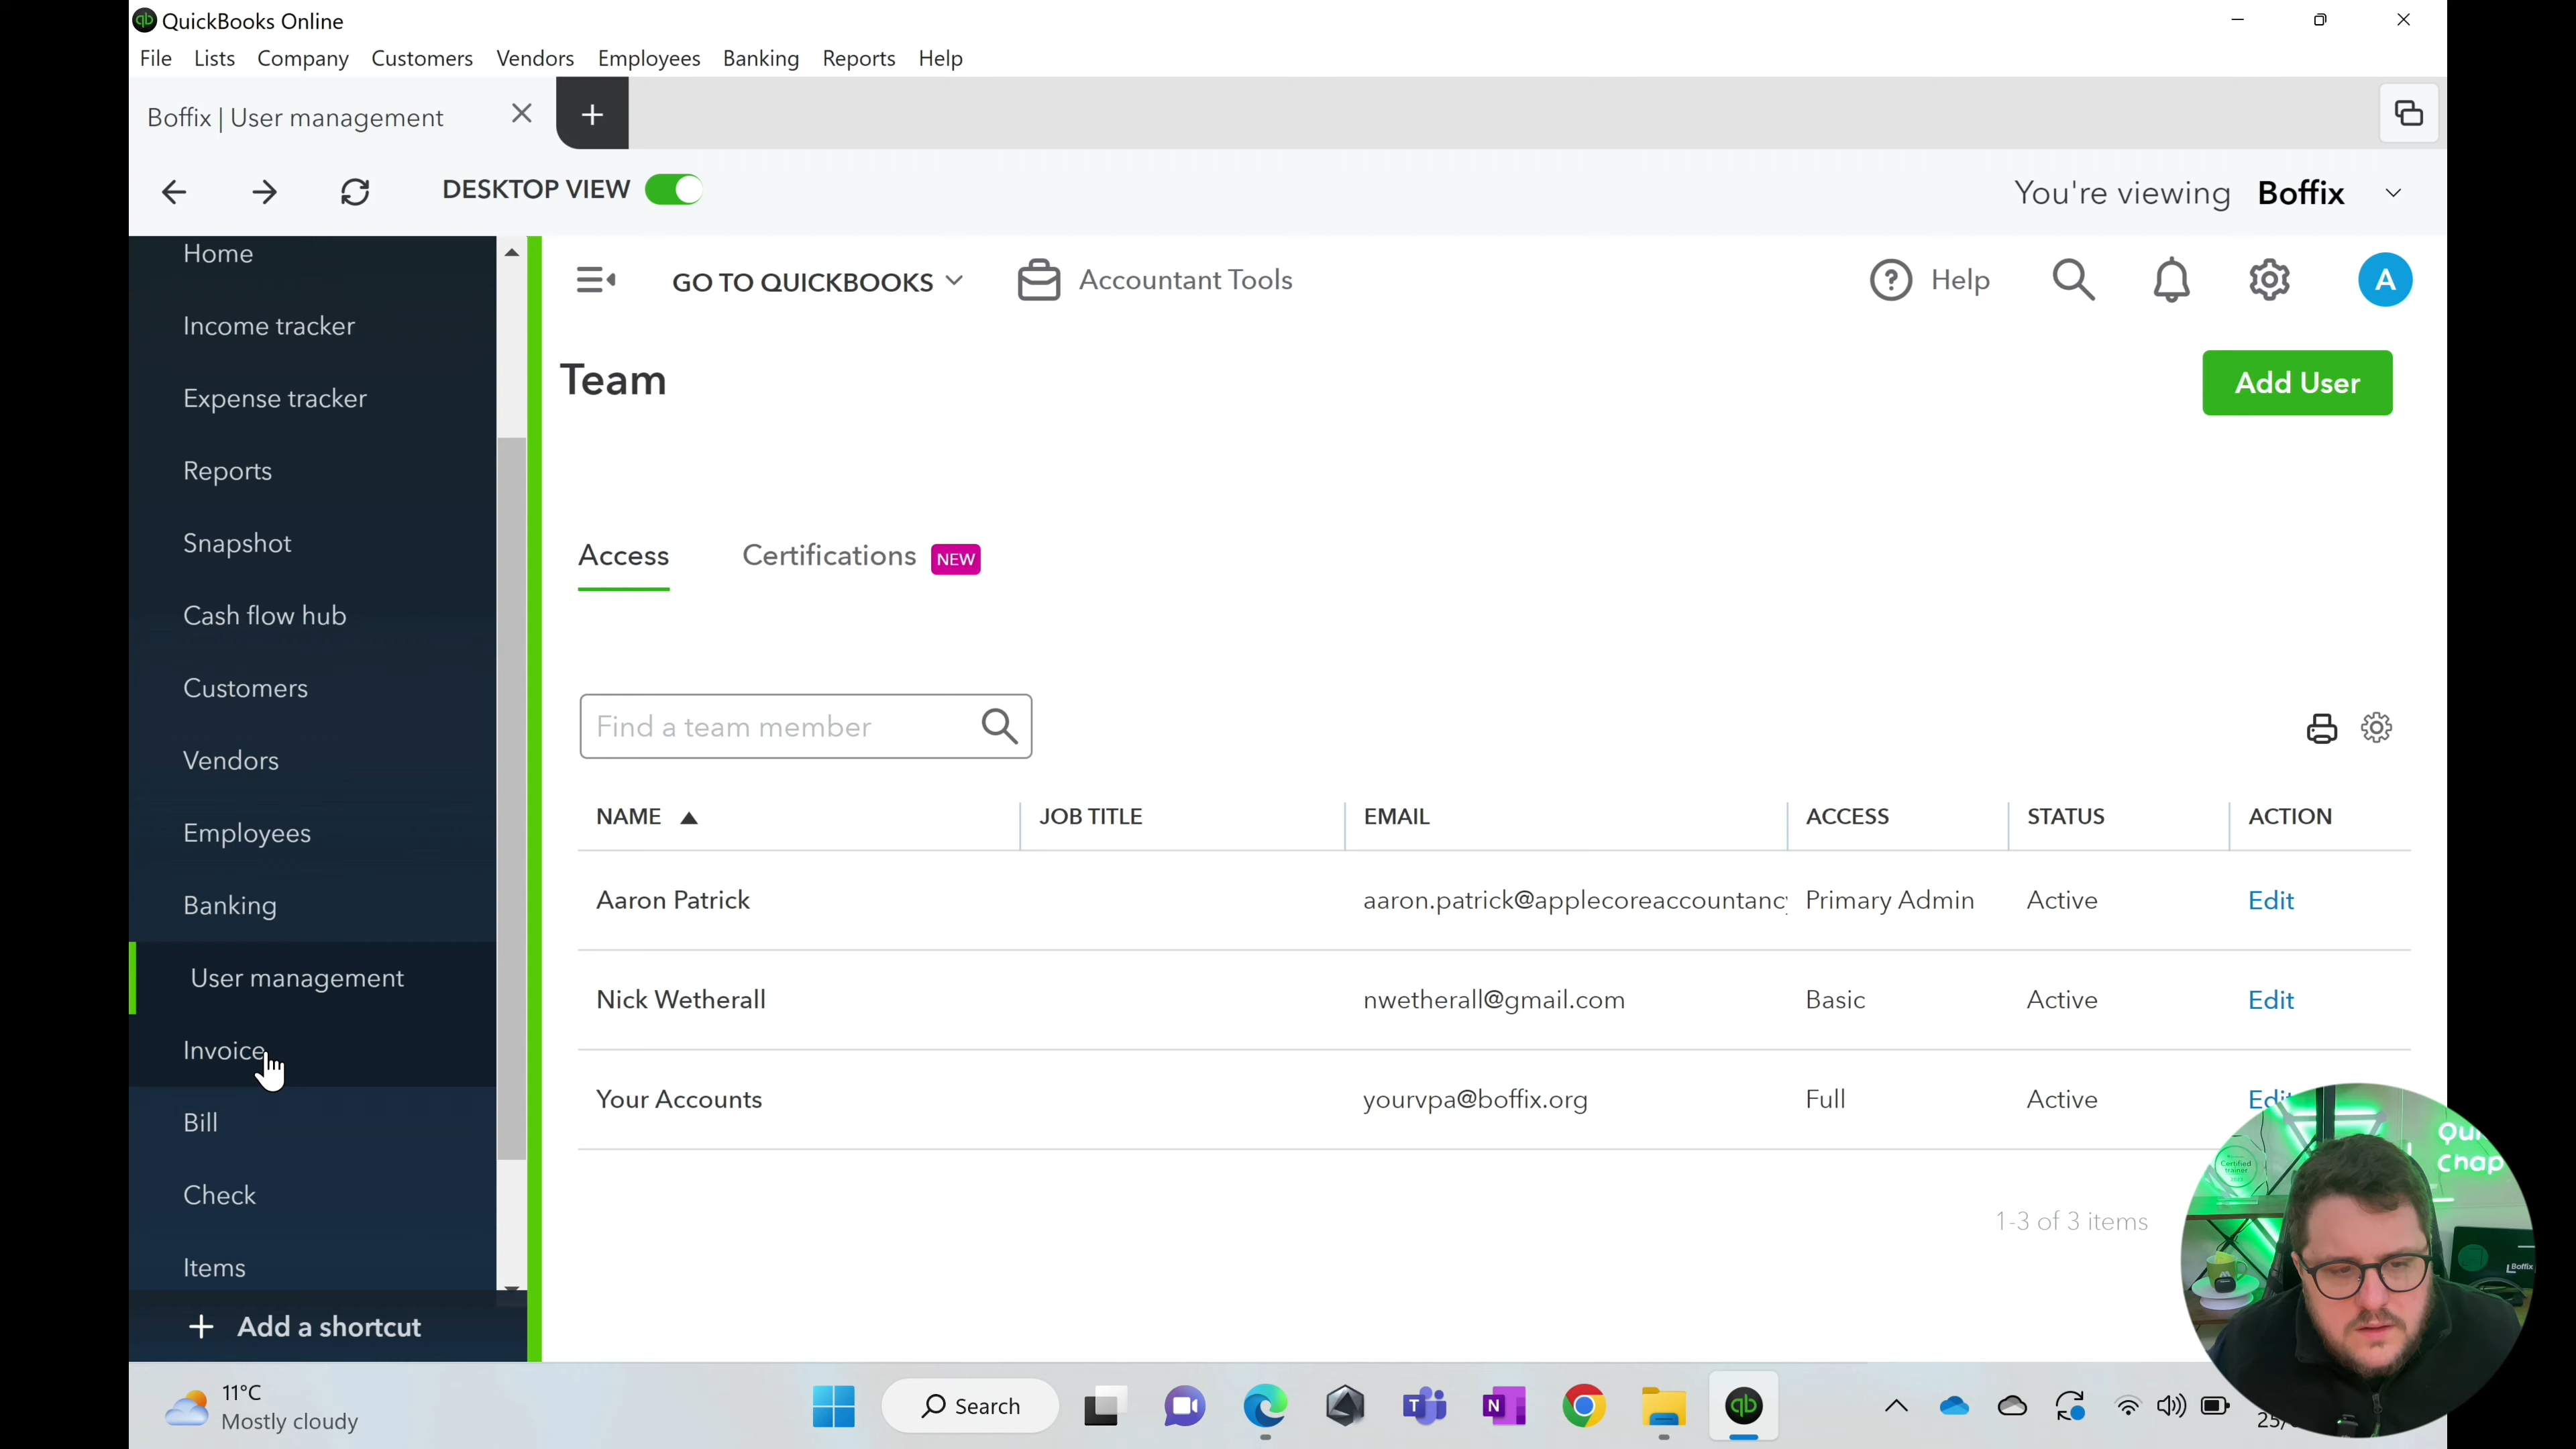 QuickBooks Online
File Lists Company Customers Vendors Employees Banking Reports Help
Boffix | User management
DESKTOP VIEW
You're viewing Boffix
Home
Income tracker
Expense tracker
Reports
Snapshot
Cash flow hub
Customers
Vendors
Employees
Banking
User management
Invoice
Bill
Check
Items
+ Add a shortcut
GO TO QUICKBOOKS
Accountant Tools
Help
A
Team
Add User
Access
Certifications NEW
Find a team member
NAME JOB TITLE EMAIL ACCESS STATUS ACTION
Aaron Patrick aaron.patrick@applecoreaccountanc Primary Admin Active Edit
Nick Wetherall nwetherall@gmail.com Basic Active Edit
Your Accounts yourvpa@boffix.org Full Active
1-3 of 3 items
Certified
trainer
Chap
Boffix
11°C
Mostly cloudy
Search